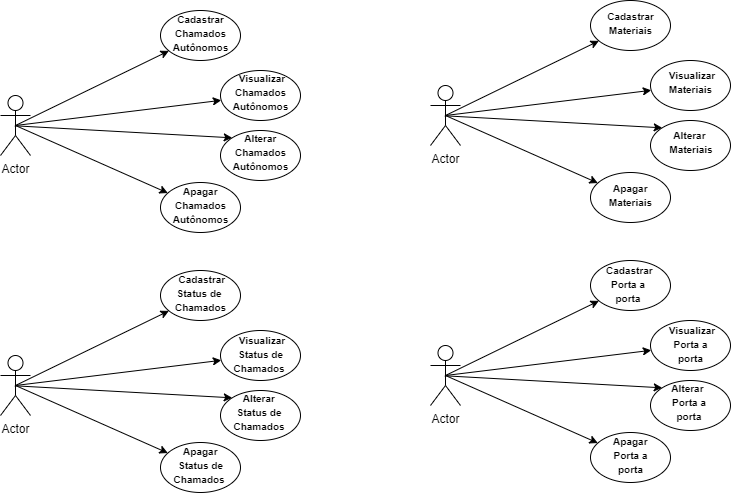 Cadastrar
Chamados
Autônomos
Visualizar
Chamados
Autônomos
Alterar
Chamados
Autônomos
Apagar
Chamados
Autônomos
Actor
Cadastrar
Materiais
Visualizar
Materiais
Alterar
Materiais
Apagar
Materiais
Actor
Cadastrar
Status de
Chamados
Visualizar
Status de
Chamados
Alterar
Status de
Chamados
Apagar
Status de
Chamados
Actor
Cadastrar
Porta a
porta
Visualizar
Porta a
porta
Alterar
Porta a
porta
Apagar
Porta a
porta
Actor